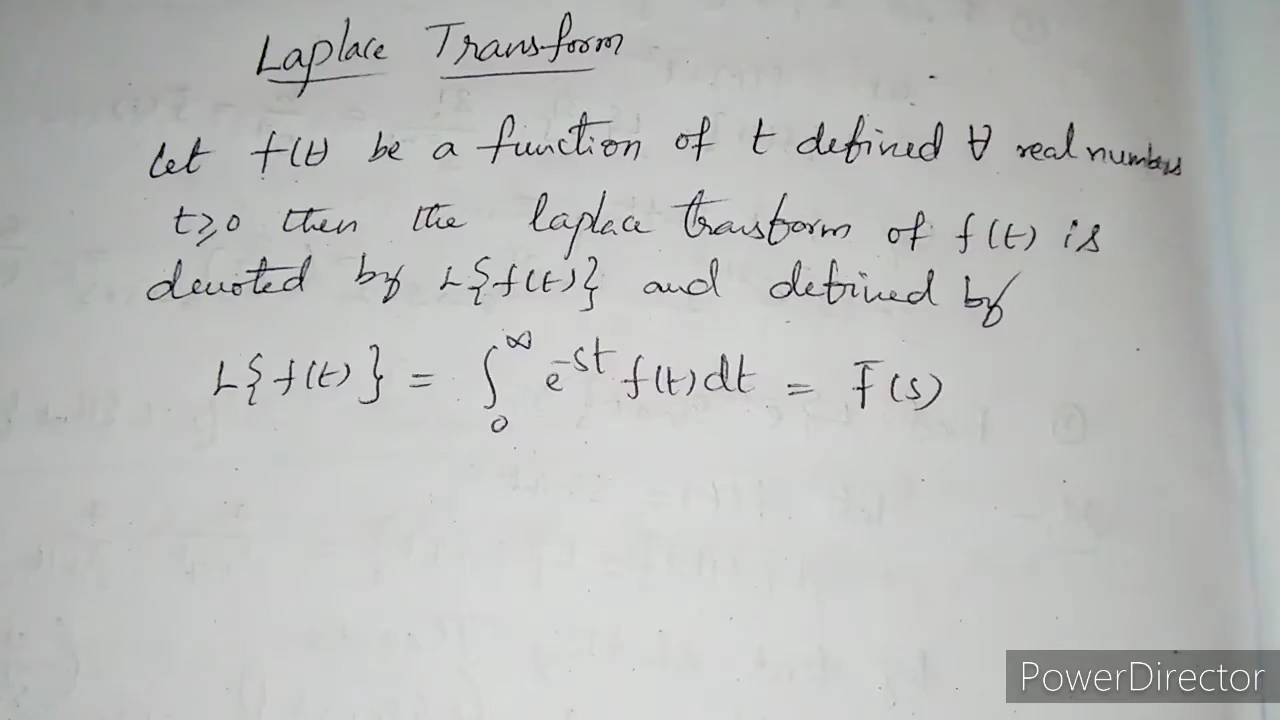 Laplace Transform
Let f(t) be a function of t defined ∀ real numbers
t≥0 then the laplace transform of f(t) is
denoted by L{f(t)} and defined by
L{f(t)} = ∫₀^∞ e^-st f(t) dt = F̄(s)
PowerDirector